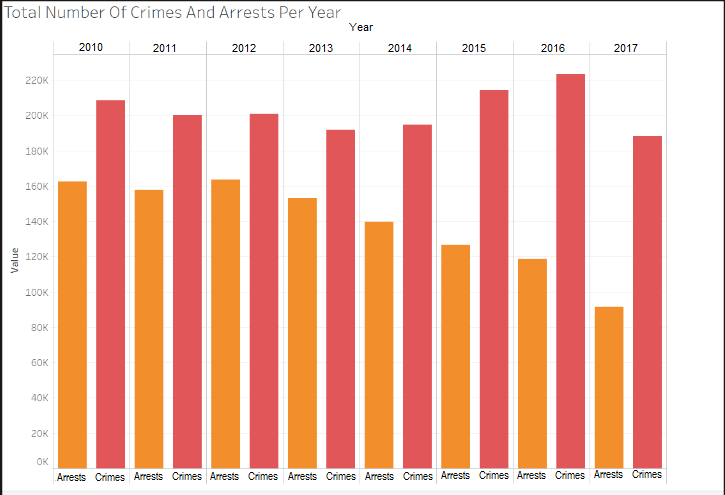 Total Number Of Crimes And Arrests Per Year
Year
2010 2011 2012 2013 2014 2015 2016 2017
220K
200K
180K
160K
140K
120K
100K
80K
60K
40K
20K
0K
Value
Arrests Crimes Arrests Crimes Arrests Crimes Arrests Crimes Arrests Crimes Arrests Crimes Arrests Crimes Arrests Crimes